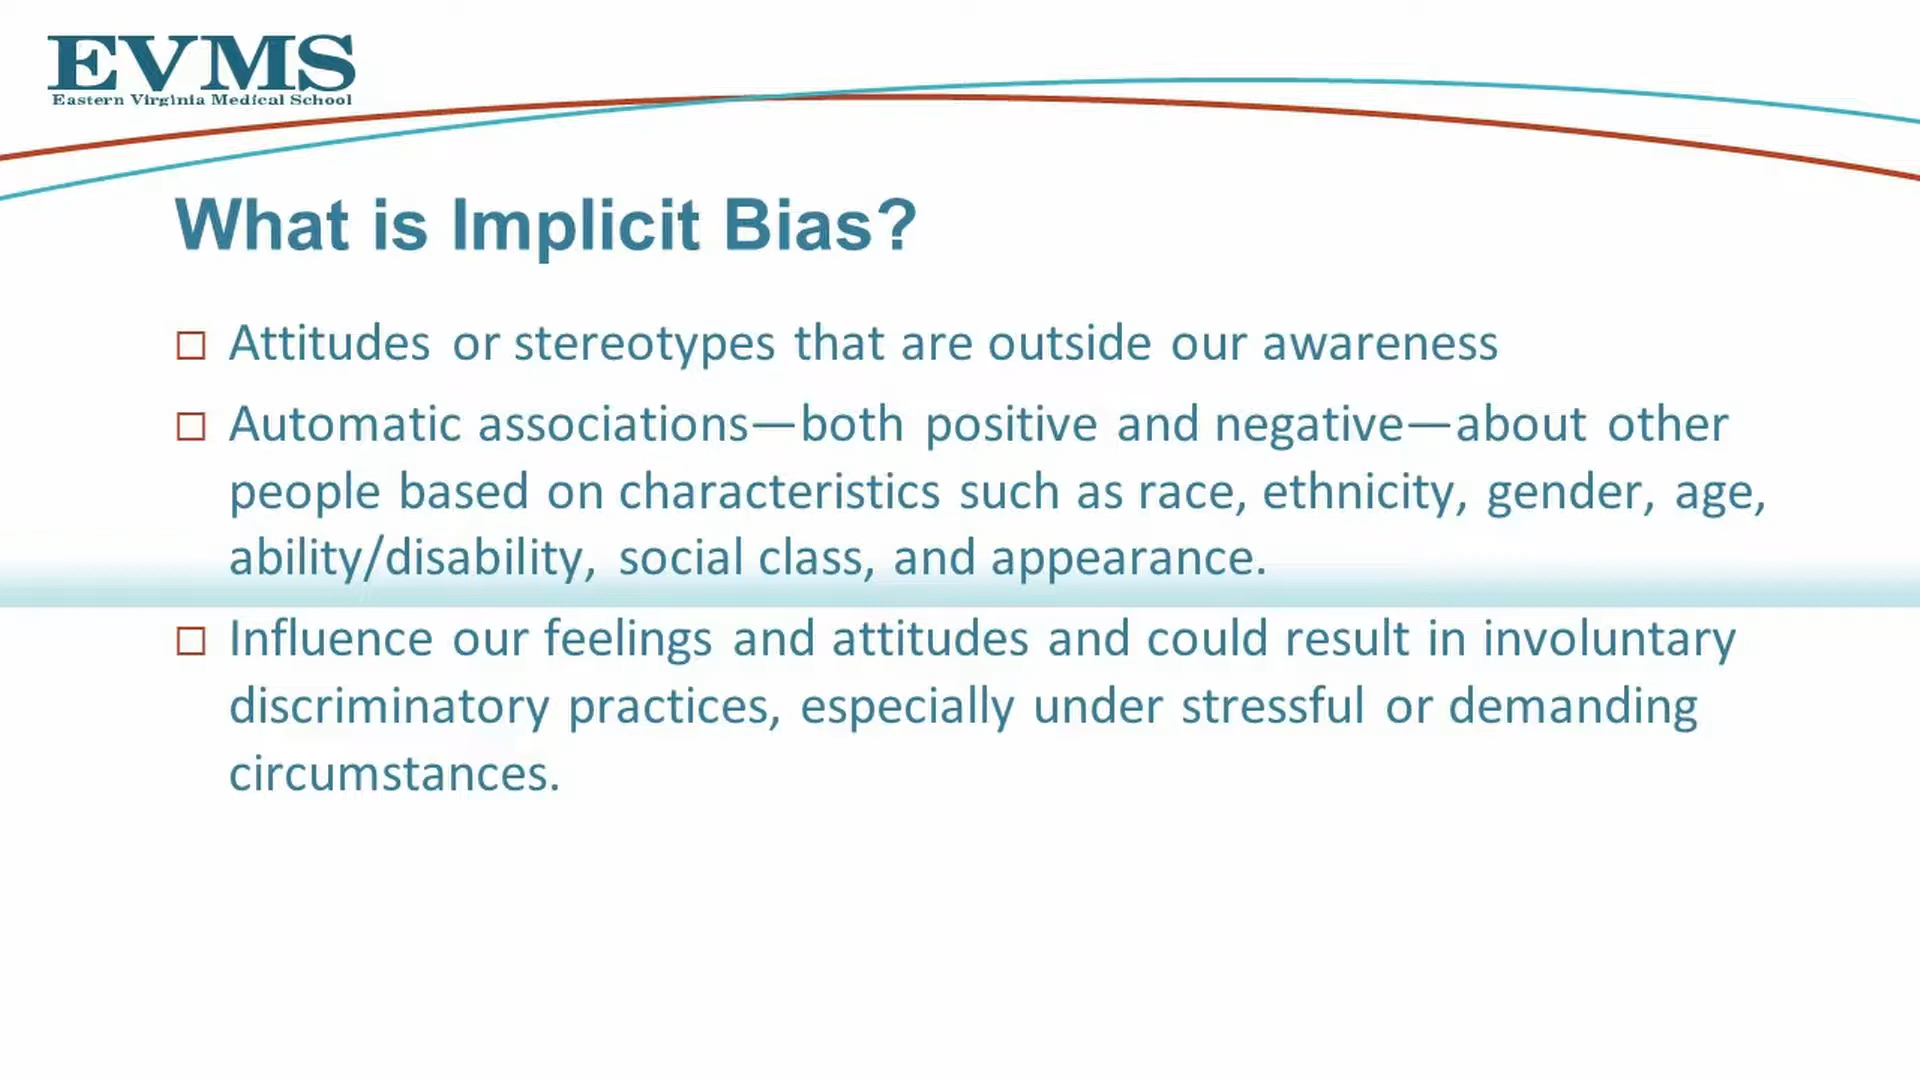 EVMS
Eastern Virginia Medical School
What is Implicit Bias?
Attitudes or stereotypes that are outside our awareness
Automatic associations—both positive and negative—about other
people based on characteristics such as race, ethnicity, gender, age,
ability/disability, social class, and appearance.
Influence our feelings and attitudes and could result in involuntary
discriminatory practices, especially under stressful or demanding
circumstances.